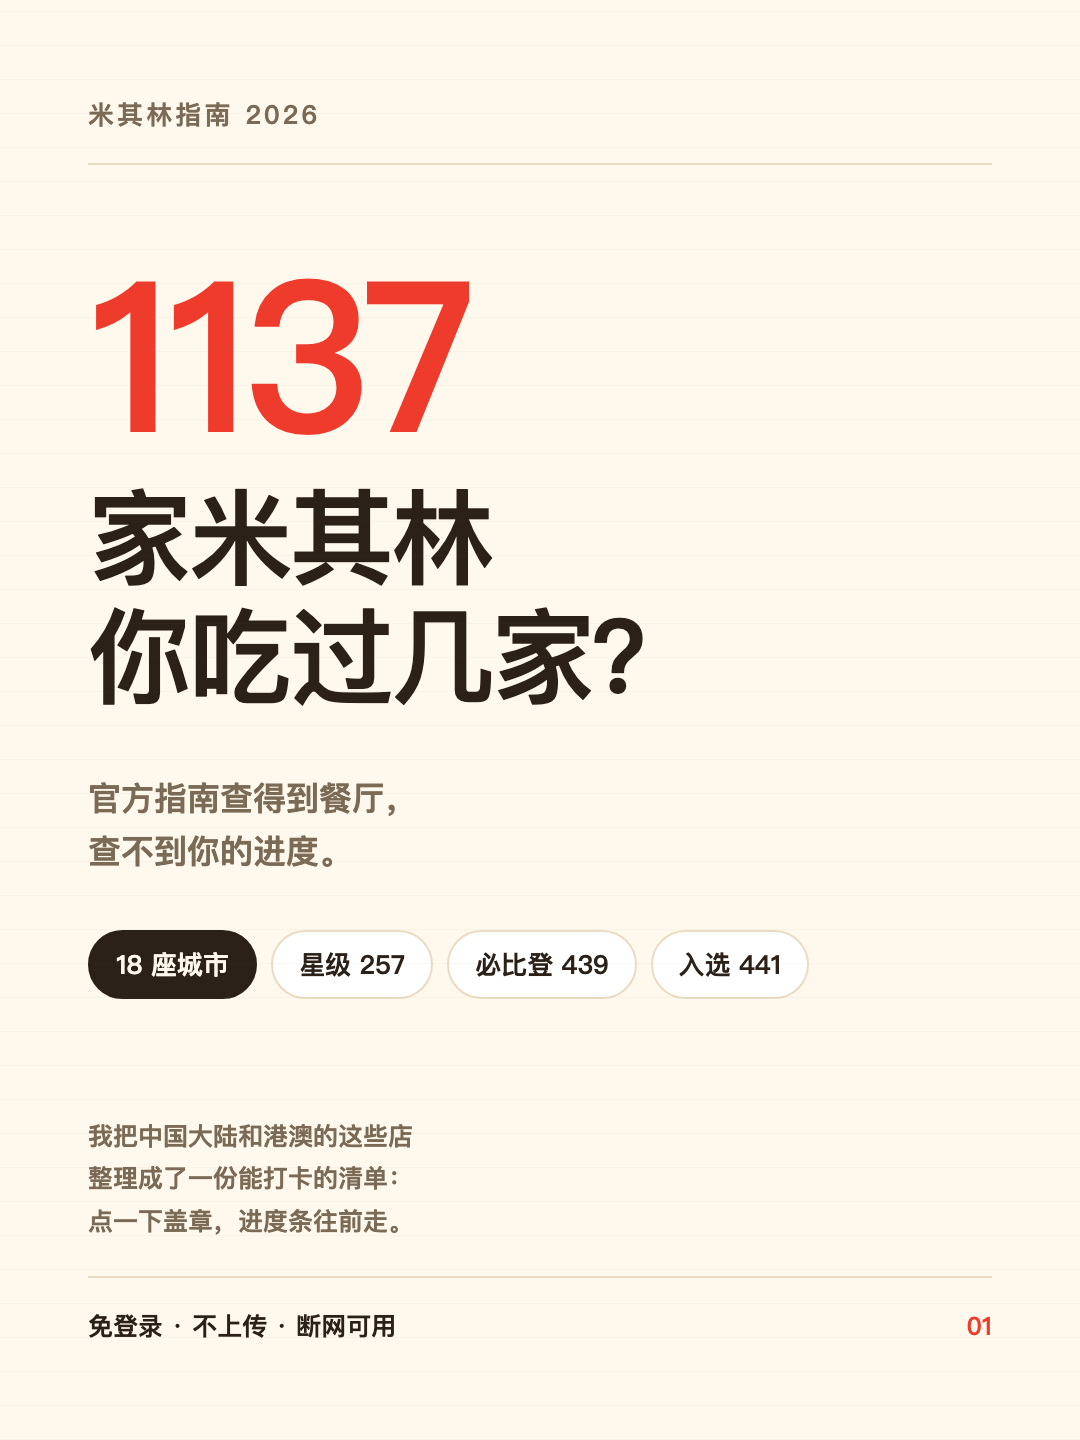 米其林指南 2026
1137
家米其林
你吃过几家?
官方指南查得到餐厅，
查不到你的进度。
18 座城市
星级 257
必比登 439
入选 441
我把中国大陆和港澳的这些店
整理成了一份能打卡的清单：
点一下盖章，进度条往前走。
免登录 · 不上传 · 断网可用
01